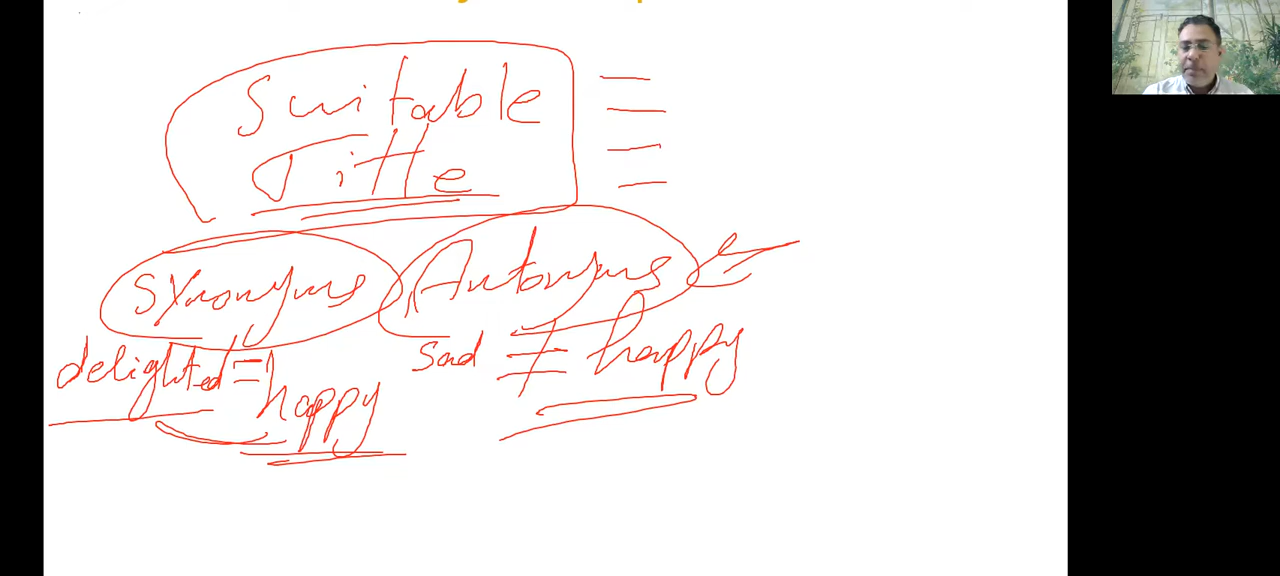 Suitable
Title
Synonyms Antonyms
delighted = happy
sad ≠ happy